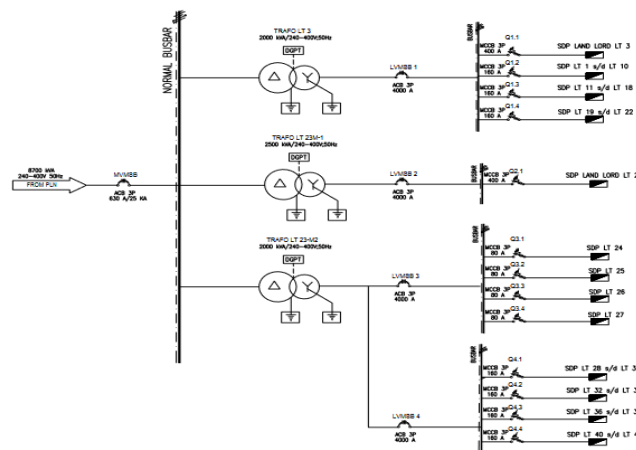 TRAFO LT 3
2000 kVA/240-400V;50Hz
DGPT
LVMBB 1
ACB 3P
4000 A
NORMAL BUSBAR
BUSBAR
Q1.1
MCCB 3P
400 A
SDP LAND LORD LT 3
Q1.2
MCCB 3P
160 A
SDP LT 1 s/d LT 10
Q1.3
MCCB 3P
160 A
SDP LT 11 s/d LT 18
Q1.4
MCCB 3P
160 A
SDP LT 19 s/d LT 22
TRAFO LT 23M-1
2500 kVA/240-400V;50Hz
DGPT
LVMBB 2
ACB 3P
4000 A
BUSBAR
Q2.1
MCCB 3P
400 A
SDP LAND LORD LT 2
8700 kVA
240-400V 50Hz
FROM PLN
MVMBB
ACB 3P
630 A/25 KA
TRAFO LT 23-M2
2000 kVA/240-400V;50Hz
DGPT
LVMBB 3
ACB 3P
4000 A
BUSBAR
Q3.1
MCCB 3P
80 A
SDP LT 24
Q3.2
MCCB 3P
80 A
SDP LT 25
Q3.3
MCCB 3P
80 A
SDP LT 26
Q3.4
MCCB 3P
80 A
SDP LT 27
LVMBB 4
ACB 3P
4000 A
BUSBAR
Q4.1
MCCB 3P
160 A
SDP LT 28 s/d LT 3
Q4.2
MCCB 3P
160 A
SDP LT 32 s/d LT 3
Q4.3
MCCB 3P
160 A
SDP LT 36 s/d LT 3
Q4.4
MCCB 3P
160 A
SDP LT 40 s/d LT